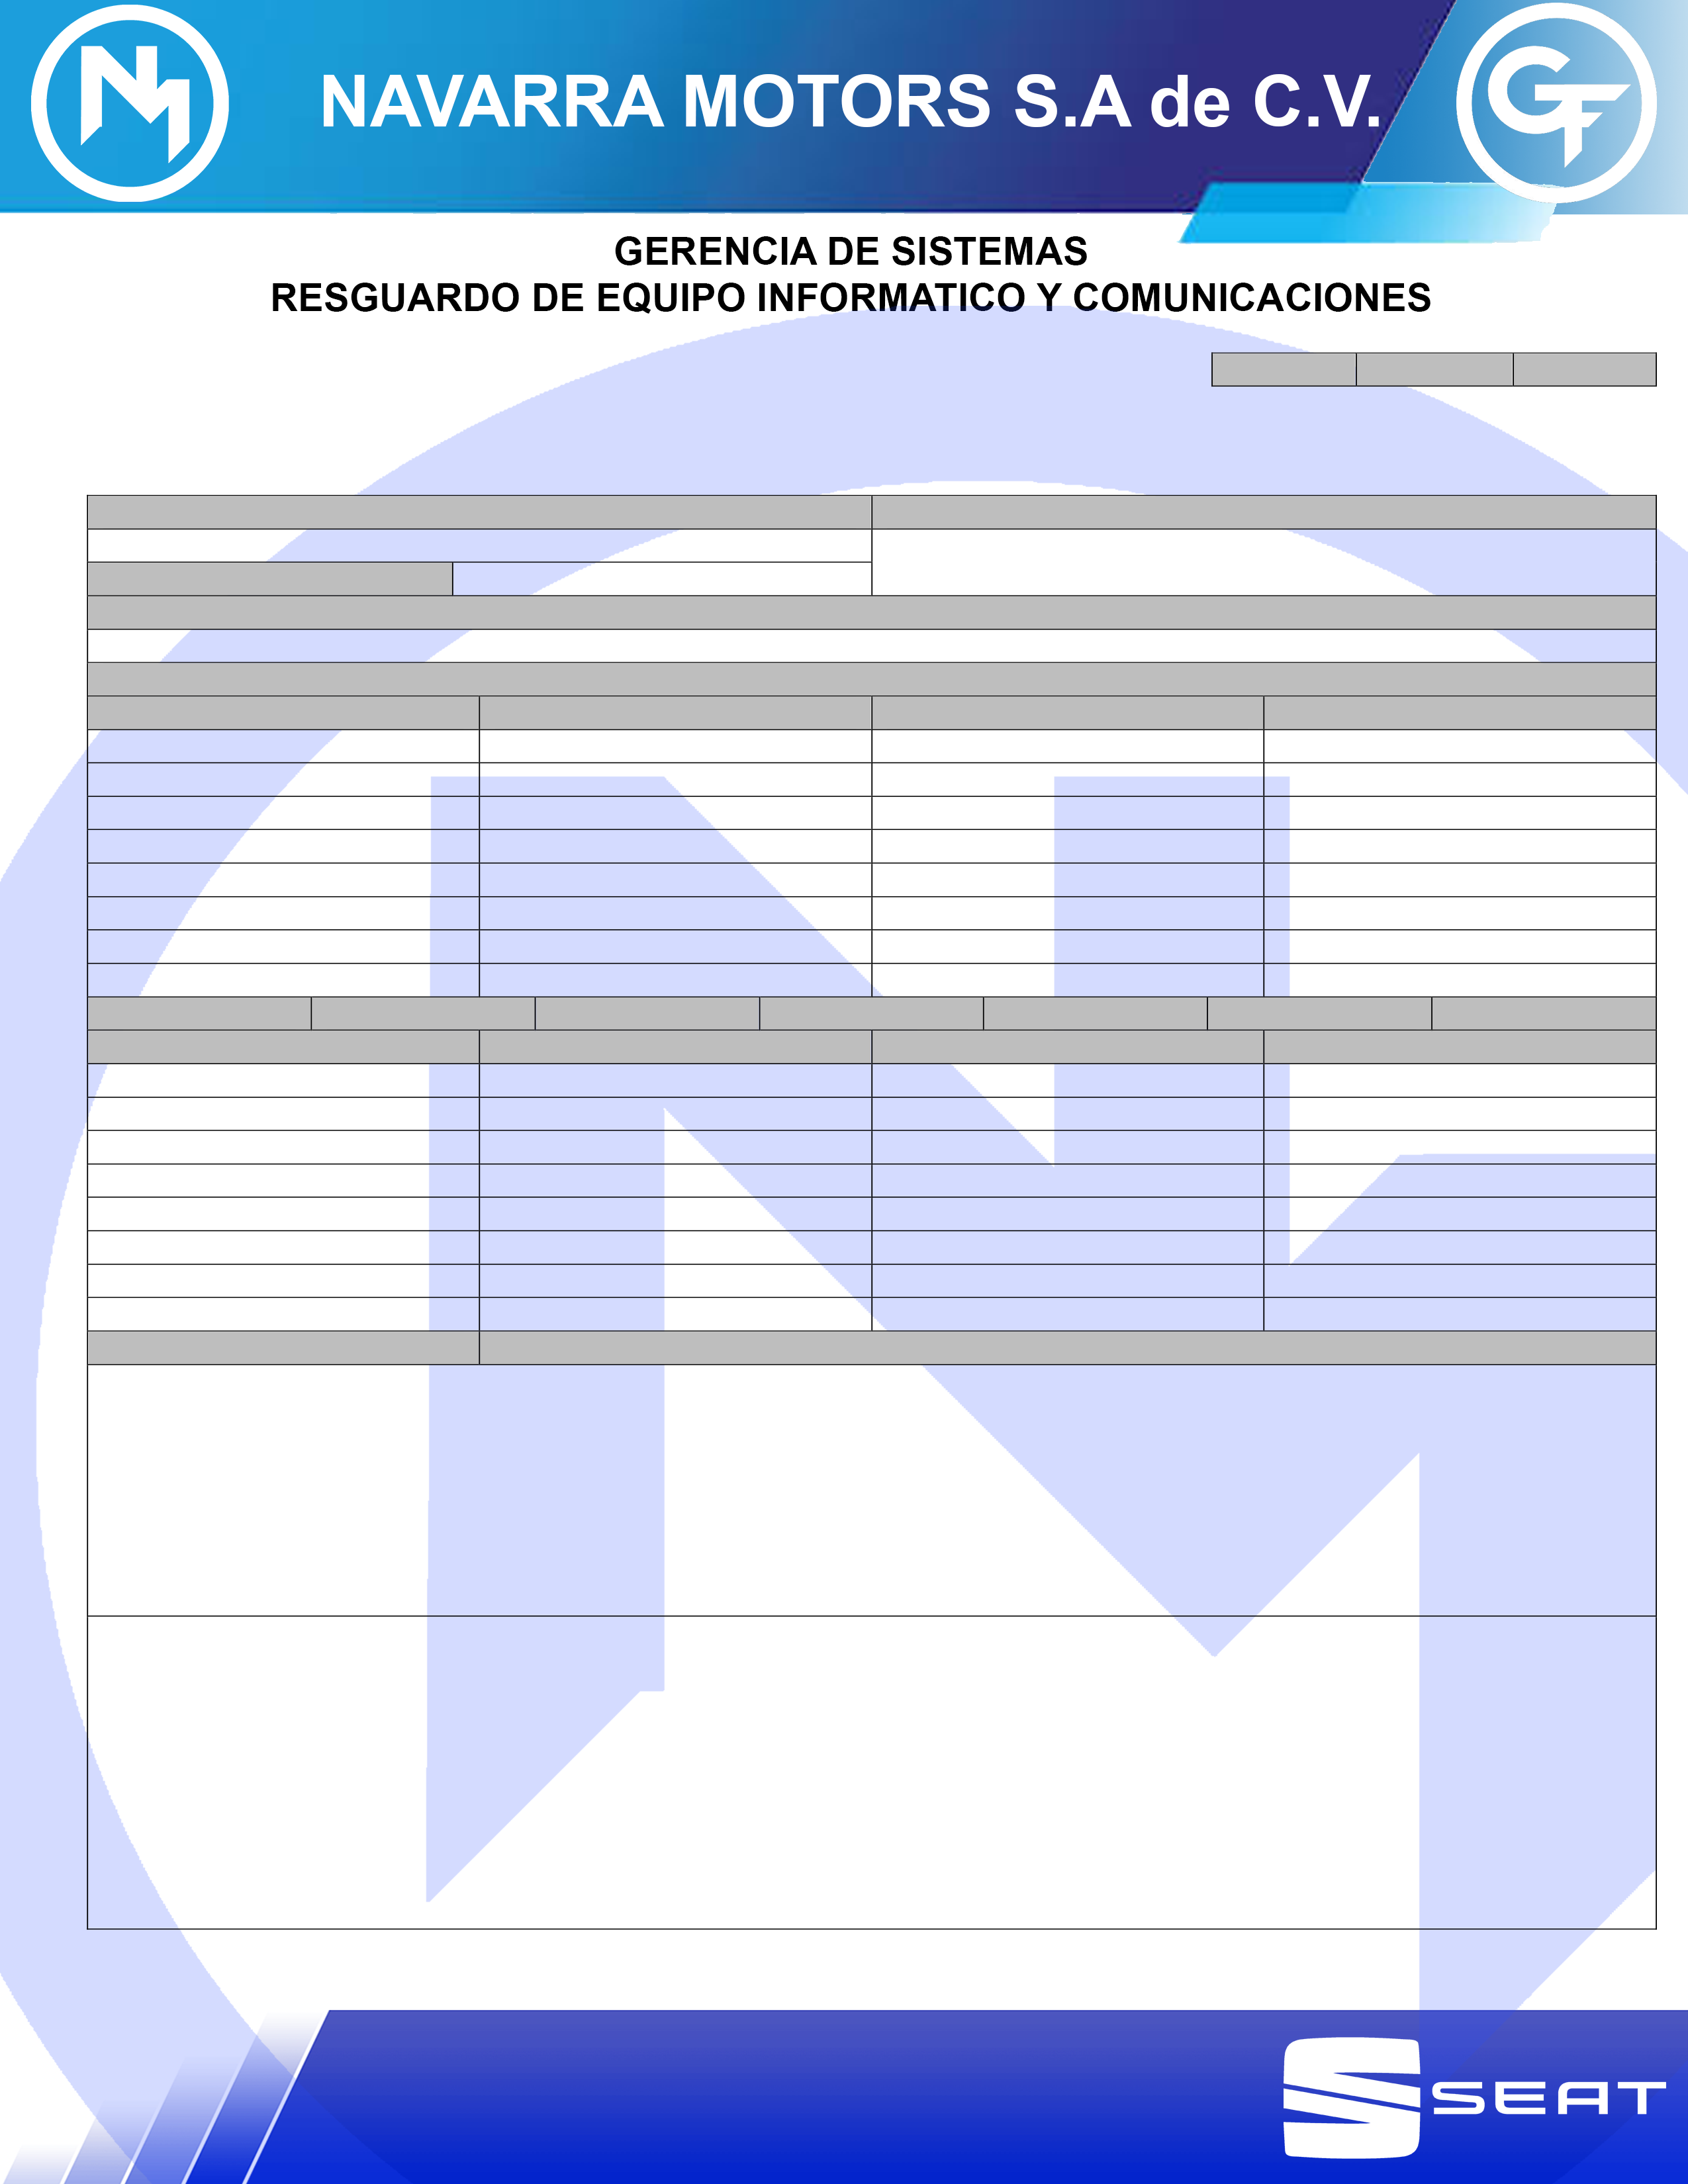 NAVARRA MOTORS S.A de C.V.
GERENCIA DE SISTEMAS
RESGUARDO DE EQUIPO INFORMATICO Y COMUNICACIONES
SEAT